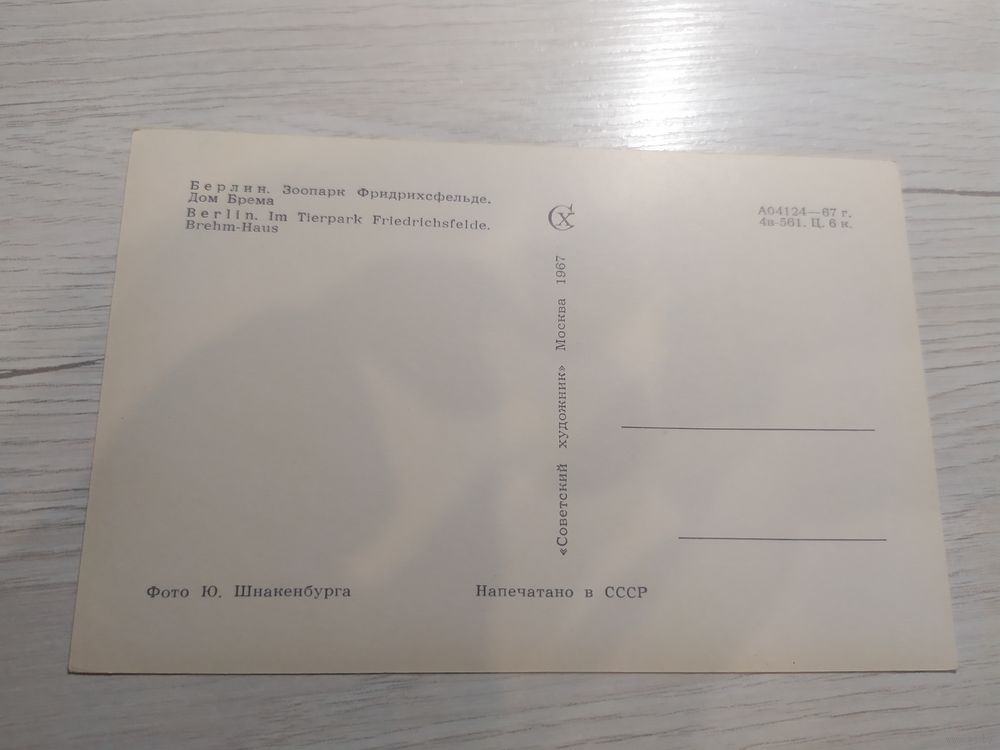 Берлин. Зоопарк Фридрихсфельде.
Дом Брема
Berlin. Im Tierpark Friedrichsfelde.
Brehm-Haus
СХ
А04124—67 г.
4в-561. Ц. 6 к.
«Советский художник» Москва 1967
Фото Ю. Шнакенбурга
Напечатано в СССР